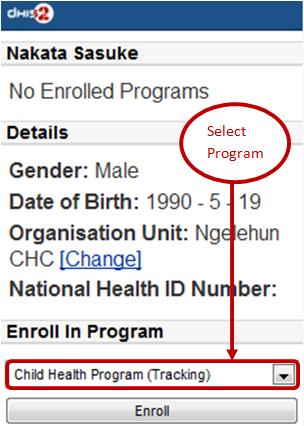 dhis2
Nakata Sasuke
No Enrolled Programs
Details
Select
Program
Gender: Male
Date of Birth: 1990 - 5 - 19
Organisation Unit: Ngelehun
CHC [Change]
National Health ID Number:
Enroll In Program
Child Health Program (Tracking)
Enroll